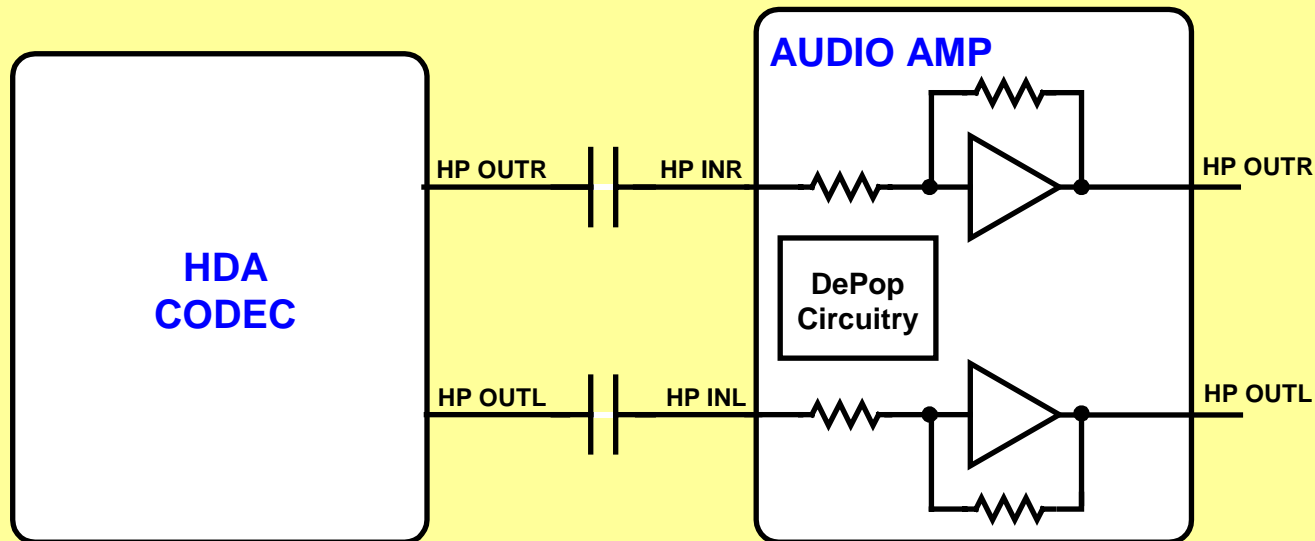 AUDIO AMP
HP OUTR
HP INR
HP OUTR
HDA
CODEC
DePop
Circuitry
HP OUTL
HP INL
HP OUTL